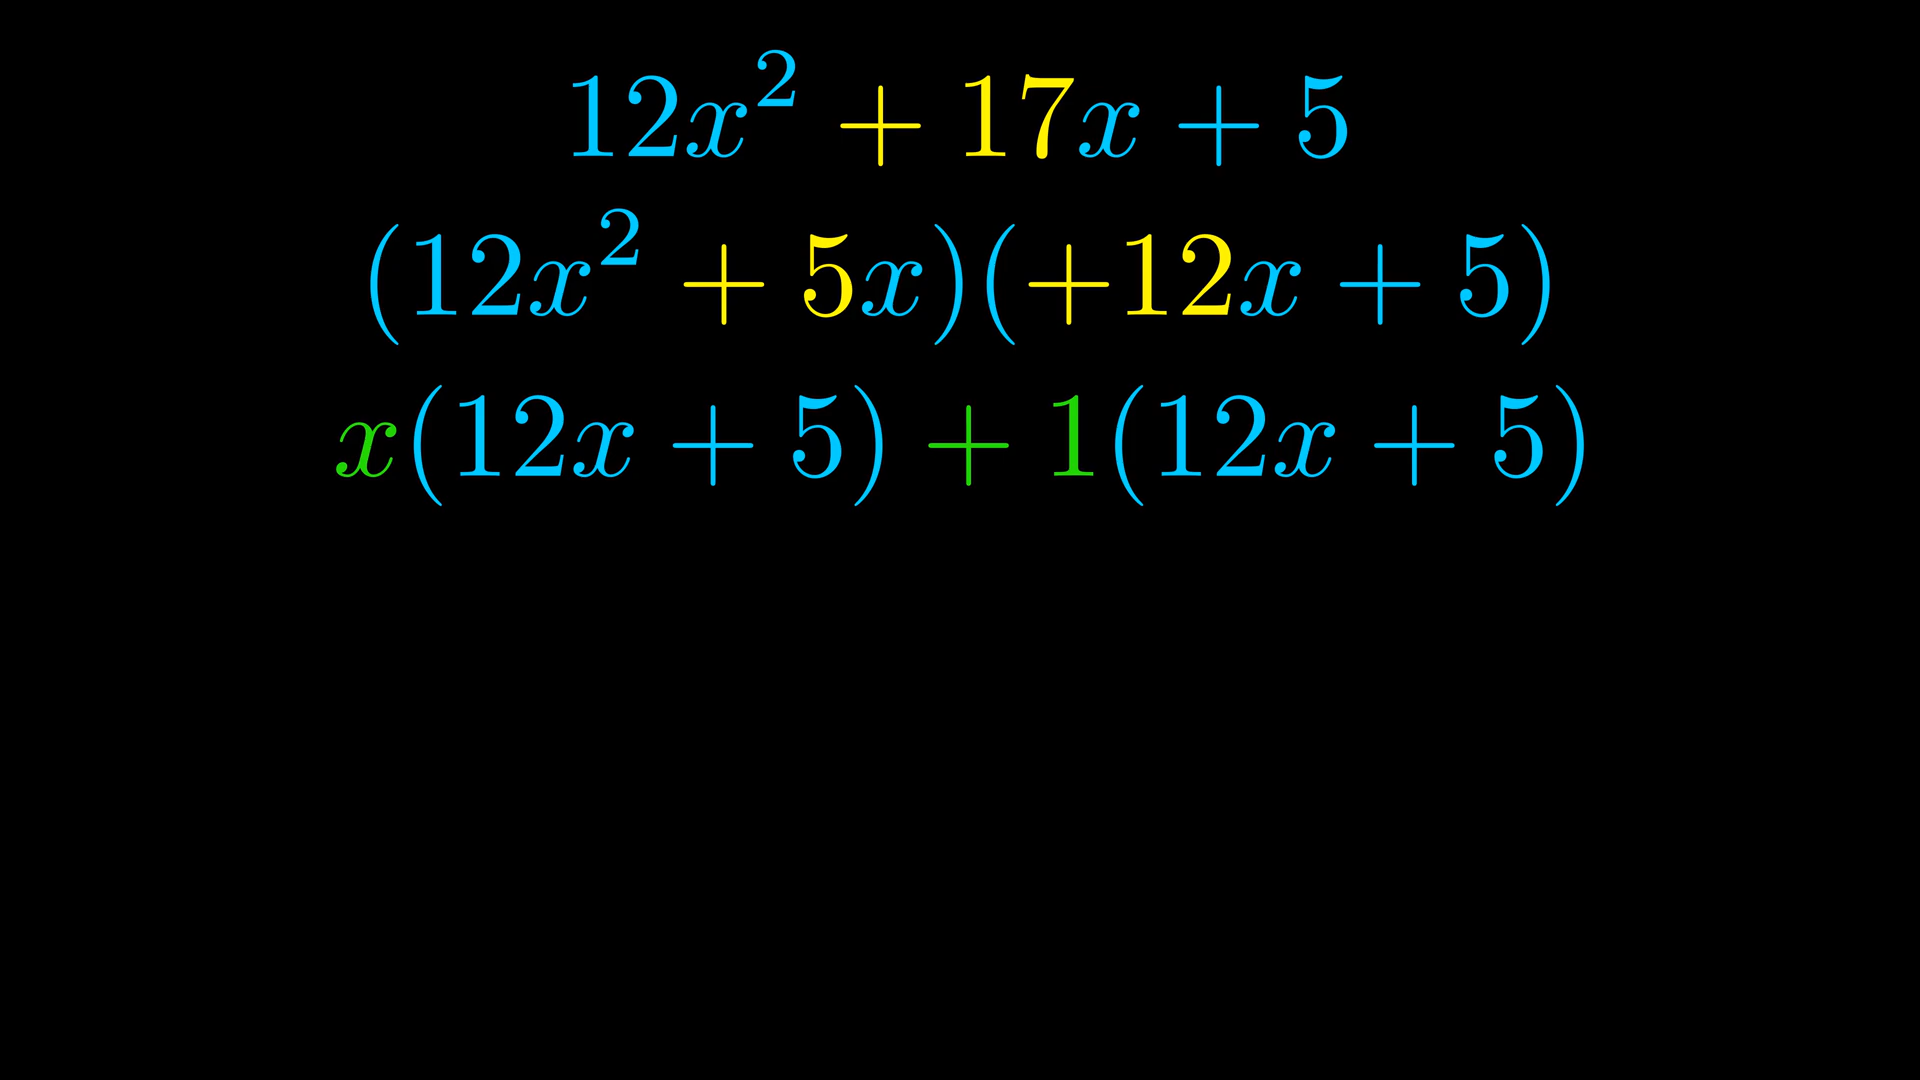 12x² + 17x + 5
(12x² + 5x)(+12x + 5)
x(12x + 5) + 1(12x + 5)